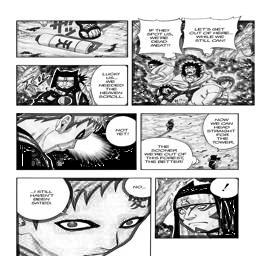 IF THEY
SPOT US,
WE'RE
DEAD
MEAT!!
LET'S GET
OUT OF HERE
WHILE WE
STILL CAN!!
LUCKY
US...
WE
NEEDED
THE
HEAVEN
SCROLL.
NOT
YET!
NOW WE
CAN HEAD
STRAIGHT
FOR THE
TOWER.
THE
SOONER
WE'RE OUT
OF THIS
FOREST
THE BETTER!
NO...
...I STILL
HAVEN'T
BEEN
SATED.
!